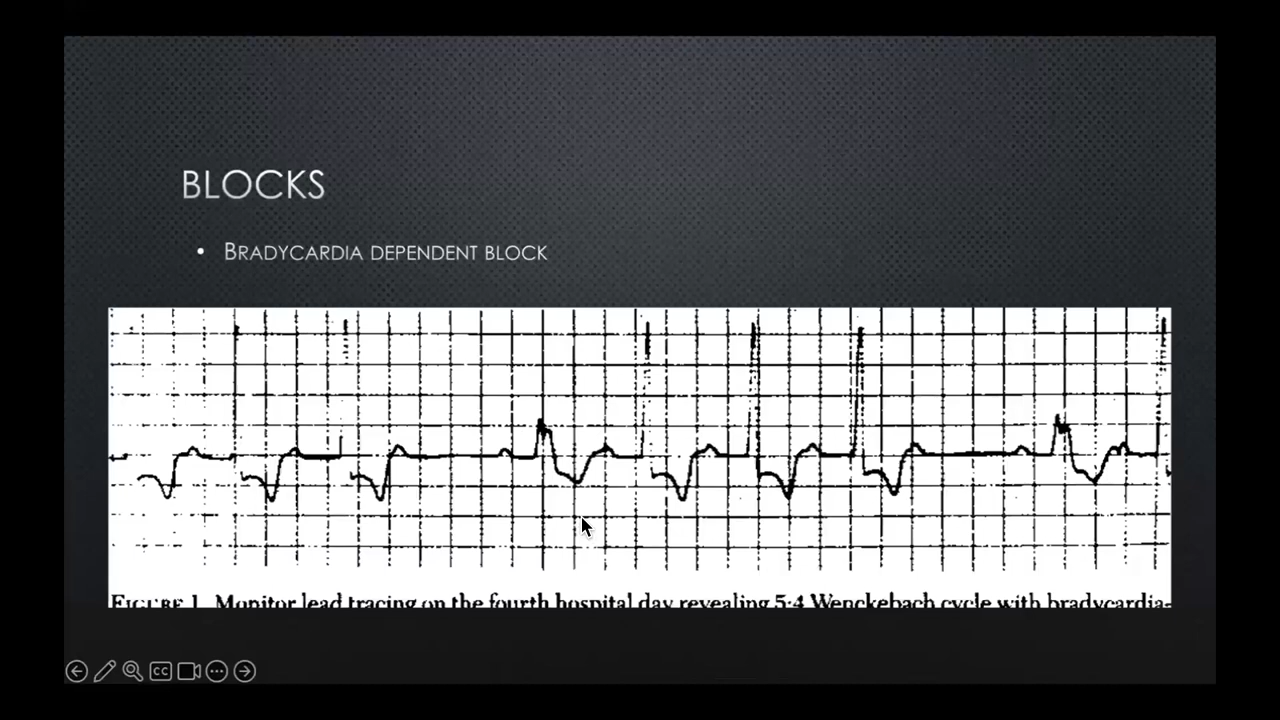 BLOCKS
• BRADYCARDIA DEPENDENT BLOCK
FIGURE 1. Monitor lead tracing on the fourth hospital day revealing 5:4 Wenckebach cycle with bradycardia-
CC